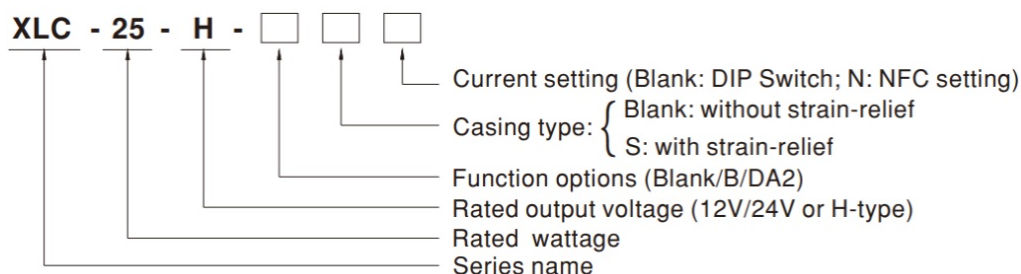 XLC - 25 - H - □ □ □
Current setting (Blank: DIP Switch; N: NFC setting)
Casing type: { Blank: without strain-relief
S: with strain-relief
Function options (Blank/B/DA2)
Rated output voltage (12V/24V or H-type)
Rated wattage
Series name